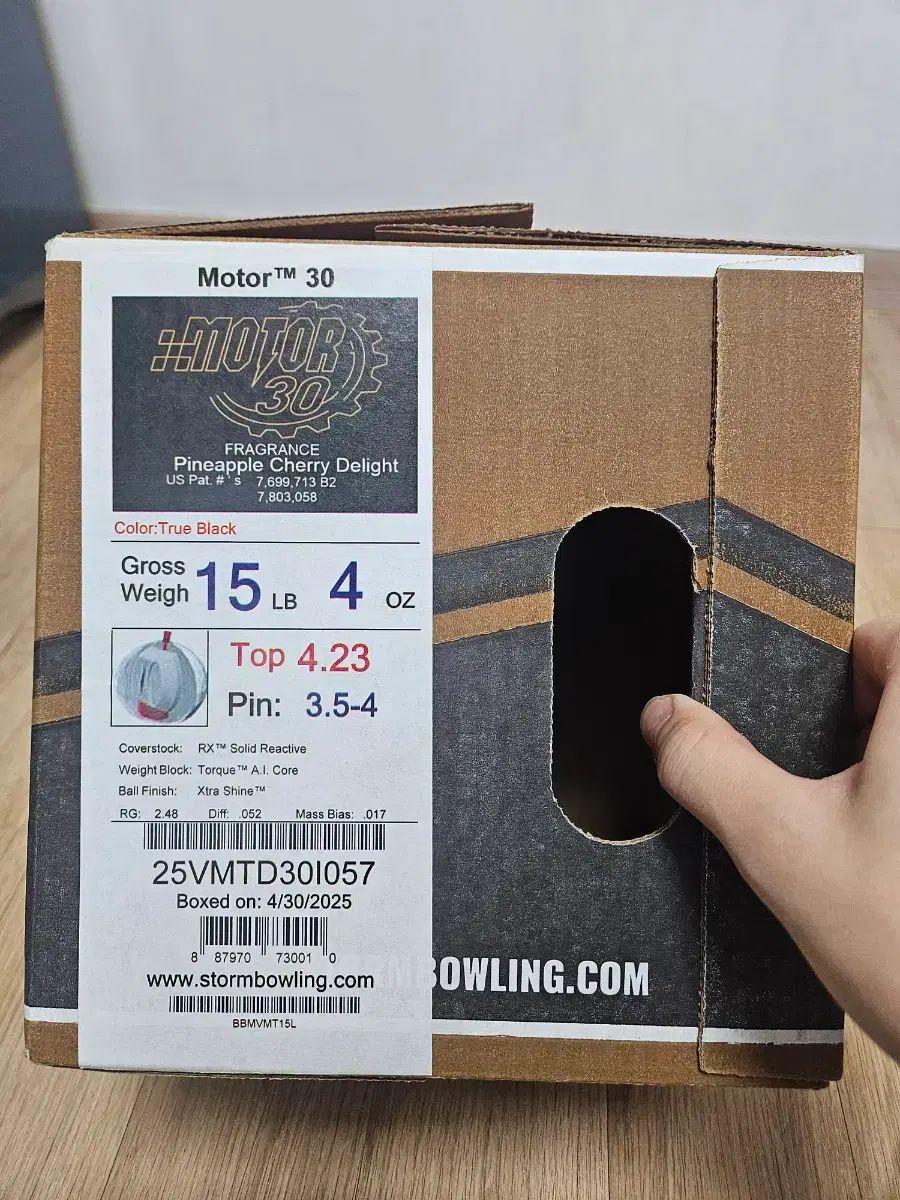 Motor™ 30
#MOTOR
30
FRAGRANCE
Pineapple Cherry Delight
US Pat. #'s 7,699,713 B2
7,803,058
Color:True Black
Gross
Weigh 15 LB 4 OZ
Top 4.23
Pin: 3.5-4
Coverstock: RX™ Solid Reactive
Weight Block: Torque™ A.I. Core
Ball Finish: Xtra Shine™
RG: 2.48 Diff: .052 Mass Bias: .017
25VMTD30I057
Boxed on: 4/30/2025
8 87970 73001 0
www.stormbowling.com
BBMVMT15L
STORMBOWLING.COM